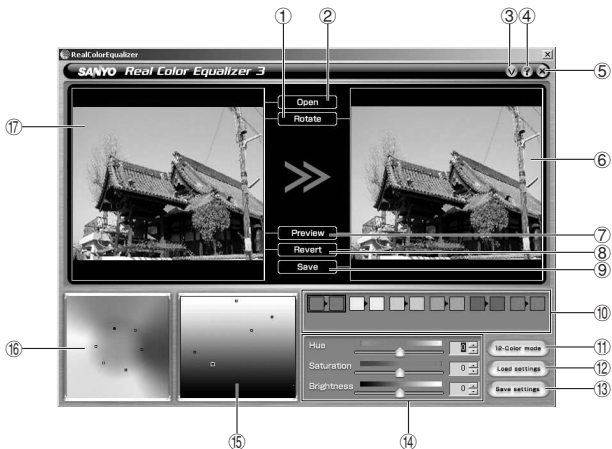 ① ②
③ ④
RealColorEqualizer
SANYO Real Color Equalizer 3
V ? ×
⑤
Open
Rotate
⑰
⑥
Preview
⑦
Revert
⑧
Save
⑨
⑩
Hue
0
12-Color mode
⑪
⑯
Saturation
0
Load settings
⑫
Brightness
0
Save settings
⑬
⑮
⑭